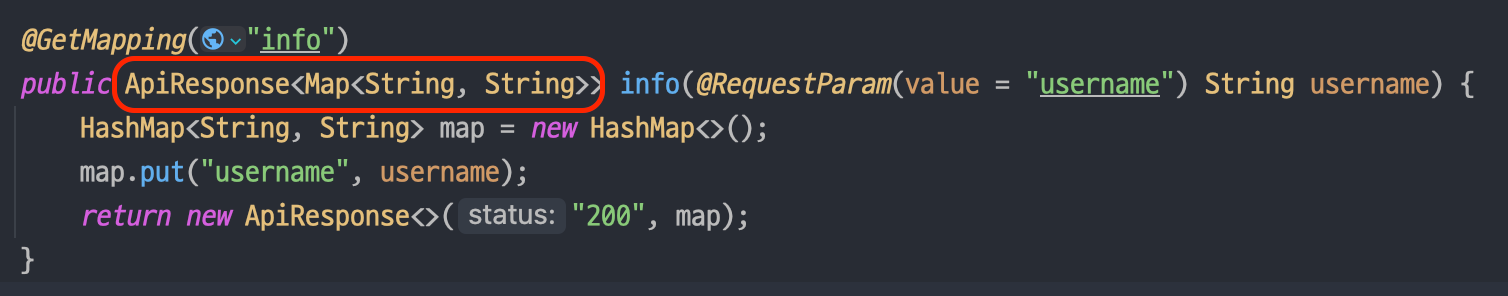 @GetMapping("info")
public ApiResponse<Map<String, String>> info(@RequestParam(value = "username") String username) {
    HashMap<String, String> map = new HashMap<>();
    map.put("username", username);
    return new ApiResponse<>( status: "200", map);
}